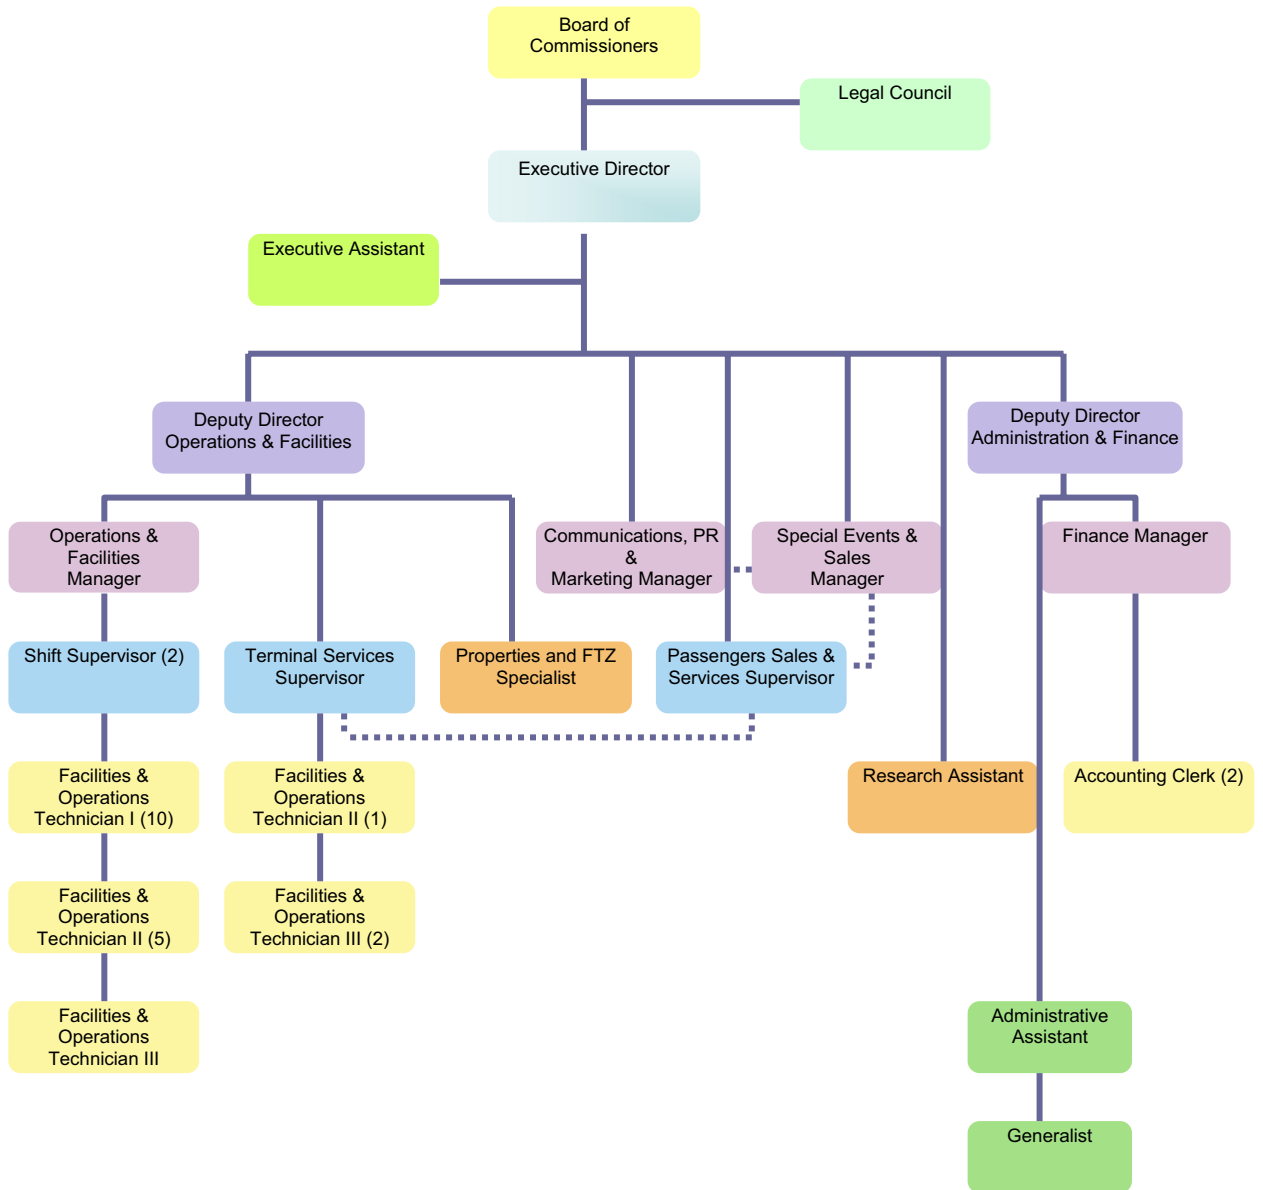 Board of
Commissioners
Legal Council
Executive Director
Executive Assistant
Deputy Director
Operations & Facilities
Deputy Director
Administration & Finance
Operations &
Facilities
Manager
Communications, PR
&
Marketing Manager
Special Events &
Sales
Manager
Finance Manager
Shift Supervisor (2)
Terminal Services
Supervisor
Properties and FTZ
Specialist
Passengers Sales &
Services Supervisor
Facilities &
Operations
Technician I (10)
Facilities &
Operations
Technician II (1)
Research Assistant
Accounting Clerk (2)
Facilities &
Operations
Technician II (5)
Facilities &
Operations
Technician III (2)
Facilities &
Operations
Technician III
Administrative
Assistant
Generalist